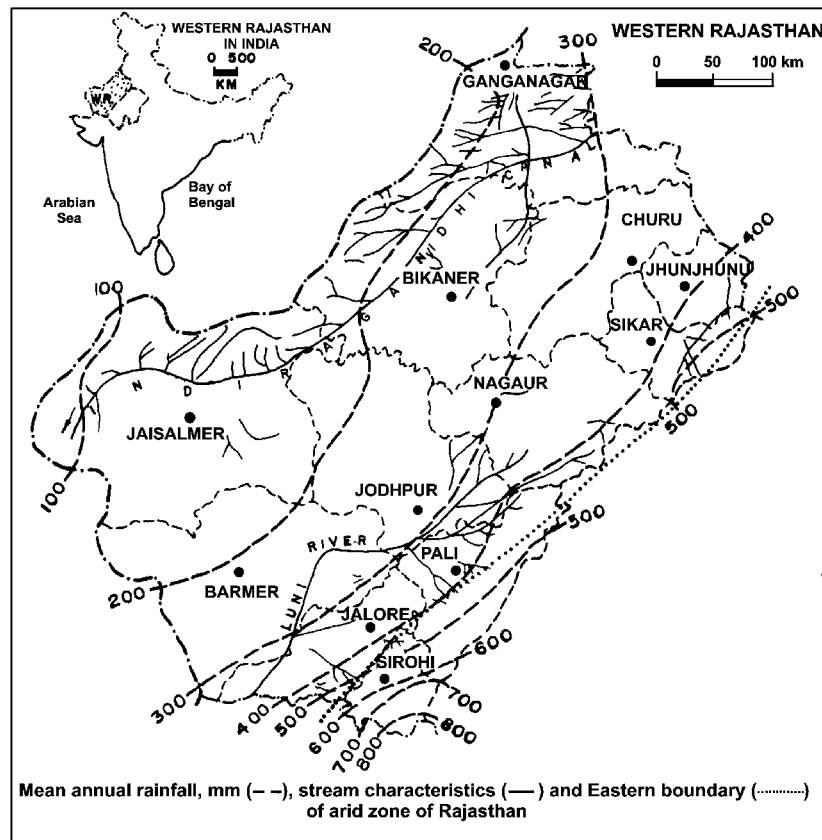 WESTERN RAJASTHAN
IN INDIA
0 500
KM
W.R.
Arabian
Sea
Bay of
Bengal
WESTERN RAJASTHAN
0 50 100 km
200
300
GANGANAGAR
INDIRA GANDHI CANAL
CHURU
400
BIKANER
JHUNJHUNU
100
500
SIKAR
NAGAUR
500
JAISALMER
100
JODHPUR
500
LUNI RIVER
PALI
200
BARMER
JALORE
600
SIROHI
300
400
500
600
700
800
700
800
Mean annual rainfall, mm (– –), stream characteristics (—) and Eastern boundary (..........)
of arid zone of Rajasthan